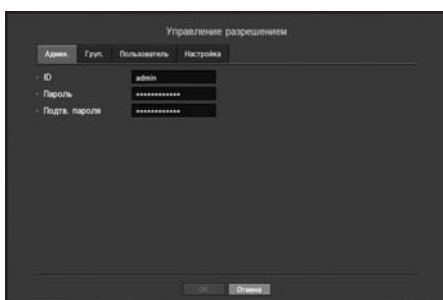 Управление разрешением
Админ. Груп. Пользователь Настройка
· ID admin
· Пароль ************
· Подтв. пароля ************
OK Отмена